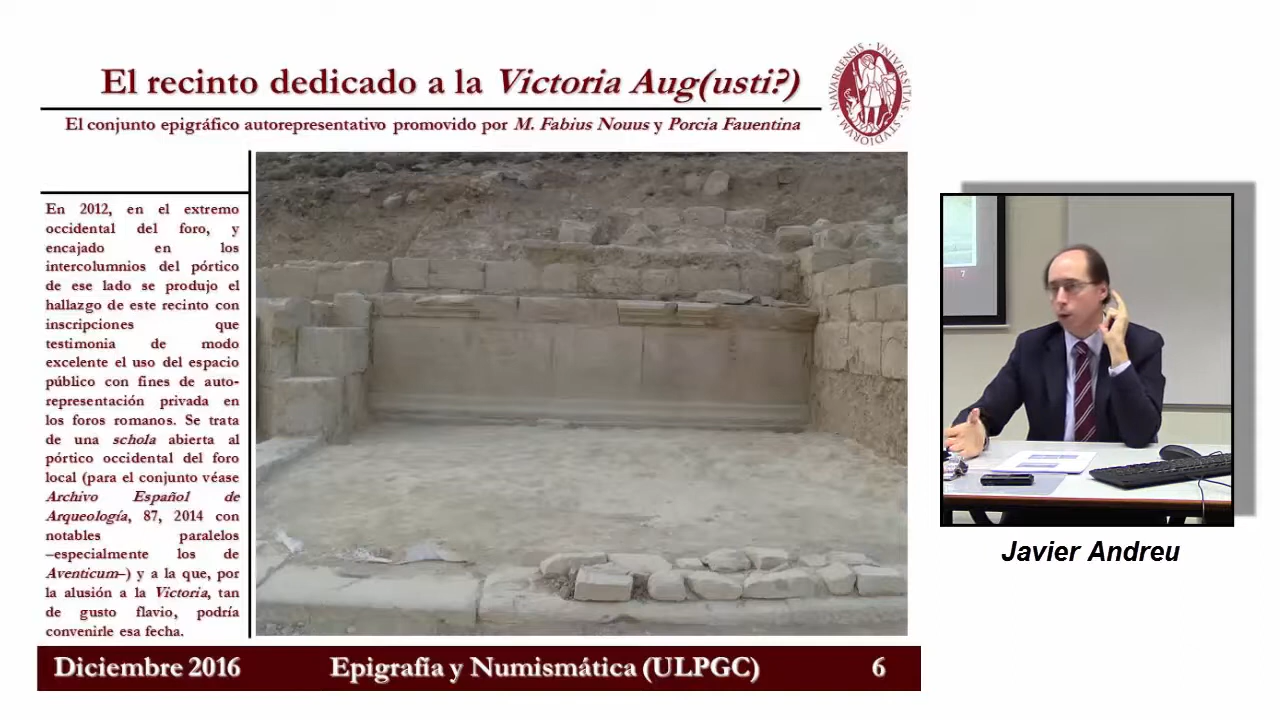 El recinto dedicado a la Victoria Aug(usti?)
El conjunto epigráfico autorepresentativo promovido por M. Fabius Nouus y Porcia Fauentina
NAVARRENSIS VNIVERSITAS STVDIORVM
En 2012, en el extremo
occidental del foro, y
encajado en los
intercolumnios del pórtico
de ese lado se produjo el
hallazgo de este recinto con
inscripciones que
testimonia de modo
excelente el uso del espacio
público con fines de auto-
representación privada en
los foros romanos. Se trata
de una schola abierta al
pórtico occidental del foro
local (para el conjunto véase
Archivo Español de
Arqueología, 87, 2014 con
notables paralelos
–especialmente los de
Aventicum–) y a la que, por
la alusión a la Victoria, tan
de gusto flavio, podría
convenirle esa fecha.
7
Javier Andreu
Diciembre 2016 Epigrafía y Numismática (ULPGC) 6